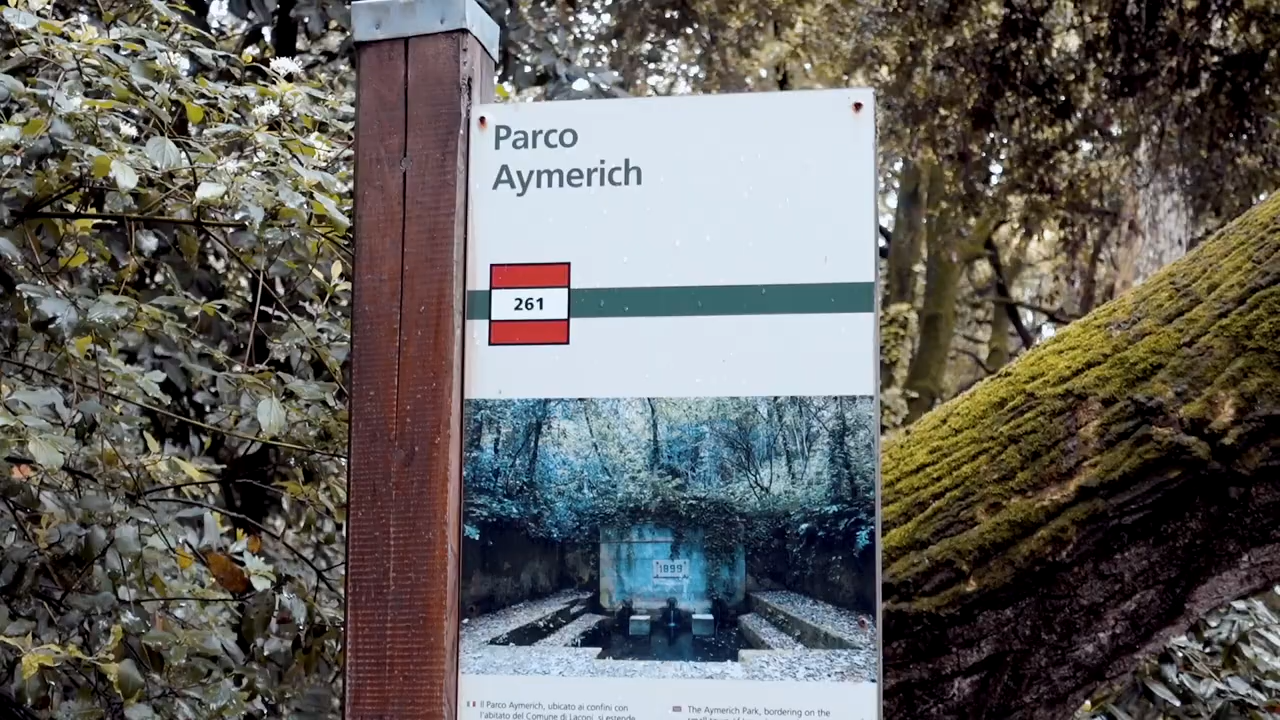 Parco
Aymerich
261
1899
Il Parco Aymerich, ubicato ai confini con
l'abitato del Comune di Laconi, si estende
The Aymerich Park, bordering on the